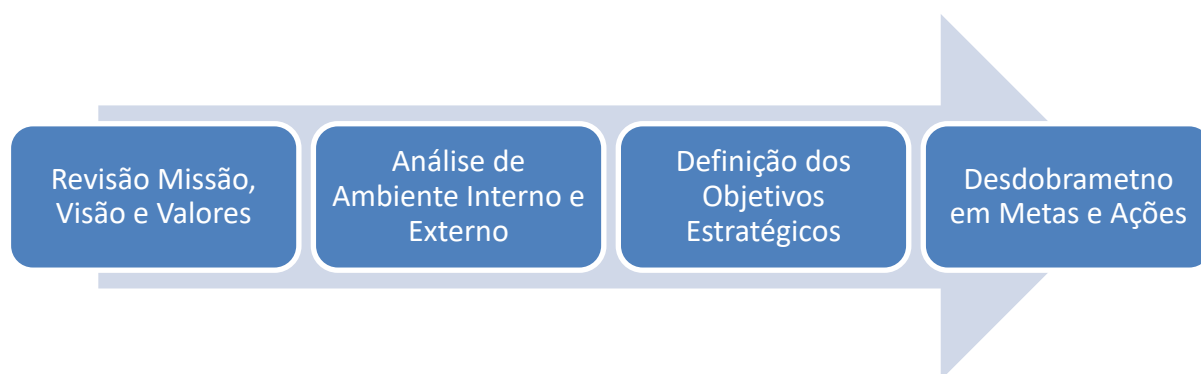 Revisão Missão,
Visão e Valores
Análise de
Ambiente Interno e
Externo
Definição dos
Objetivos
Estratégicos
Desdobrametno
em Metas e Ações